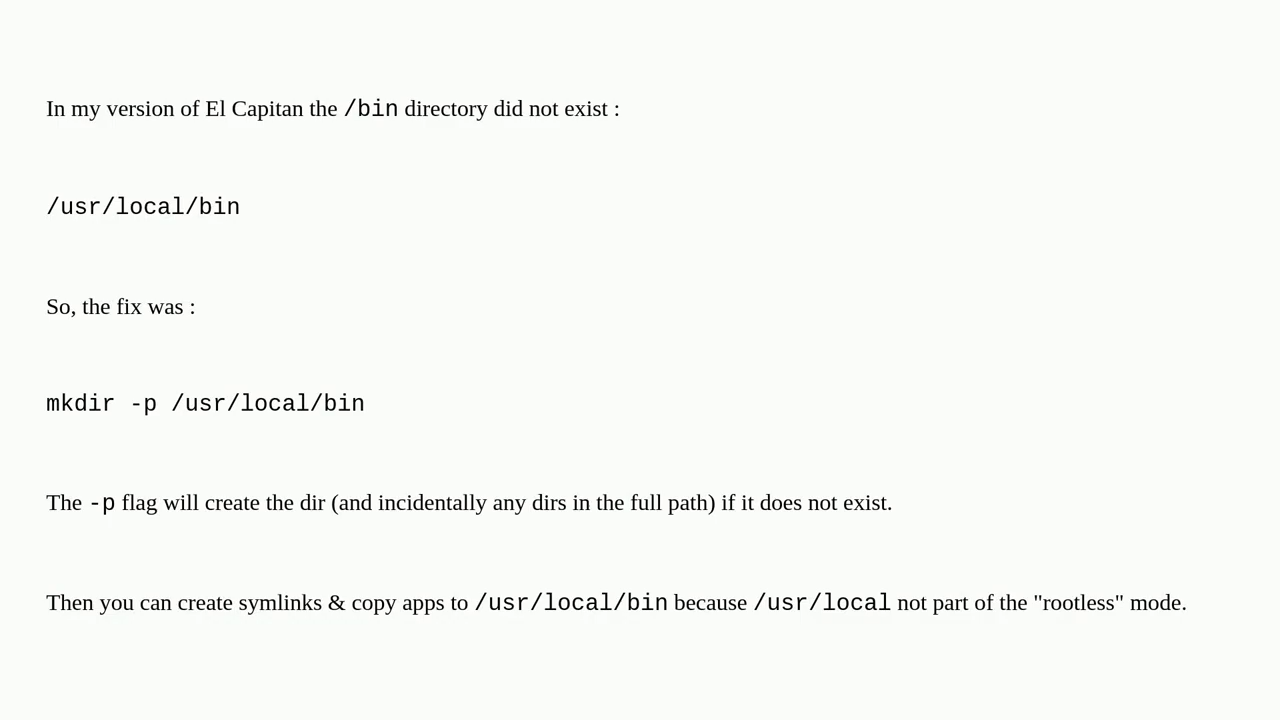 In my version of El Capitan the /bin directory did not exist :
/usr/local/bin
So, the fix was :
mkdir -p /usr/local/bin
The -p flag will create the dir (and incidentally any dirs in the full path) if it does not exist.
Then you can create symlinks & copy apps to /usr/local/bin because /usr/local not part of the "rootless" mode.